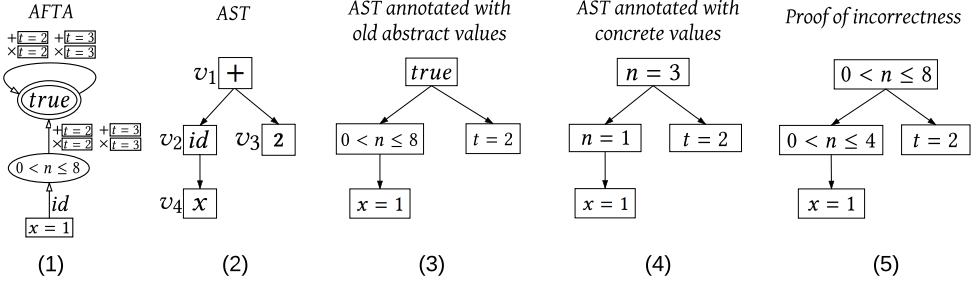 AFTA
+ t = 2 + t = 3
× t = 2 × t = 3
true
+ t = 2 + t = 3
× t = 2 × t = 3
0 < n ≤ 8
id
x = 1
(1)
AST
v1 +
v2 id v3 2
v4 x
(2)
AST annotated with
old abstract values
true
0 < n ≤ 8 t = 2
x = 1
(3)
AST annotated with
concrete values
n = 3
n = 1 t = 2
x = 1
(4)
Proof of incorrectness
0 < n ≤ 8
0 < n ≤ 4 t = 2
x = 1
(5)